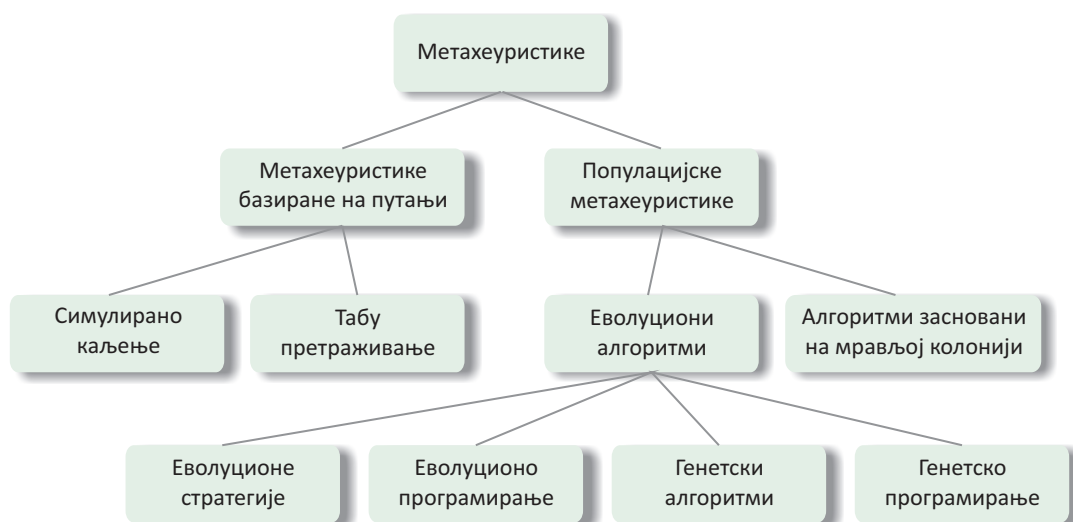 Метахеуристике
Метахеуристике
базиране на путањи
Популацијске
метахеуристике
Симулирано
каљење
Табу
претраживање
Еволуциони
алгоритми
Алгоритми засновани
на мрављој колонији
Еволуционе
стратегије
Еволуционо
програмирање
Генетски
алгоритми
Генетско
програмирање